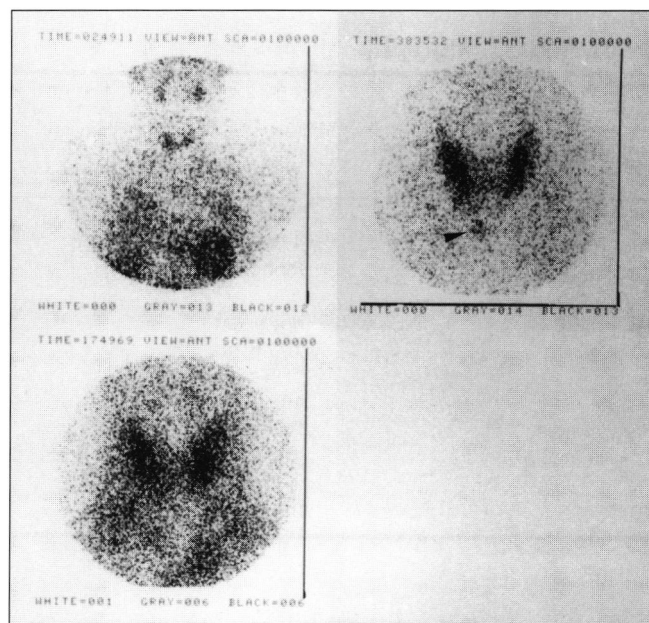 TIME=024911 VIEW=ANT SCA=0100000
WHITE=000 GRAY=013 BLACK=012
TIME=383532 VIEW=ANT SCA=0100000
WHITE=000 GRAY=014 BLACK=013
TIME=174969 VIEW=ANT SCA=0100000
WHITE=001 GRAY=006 BLACK=006